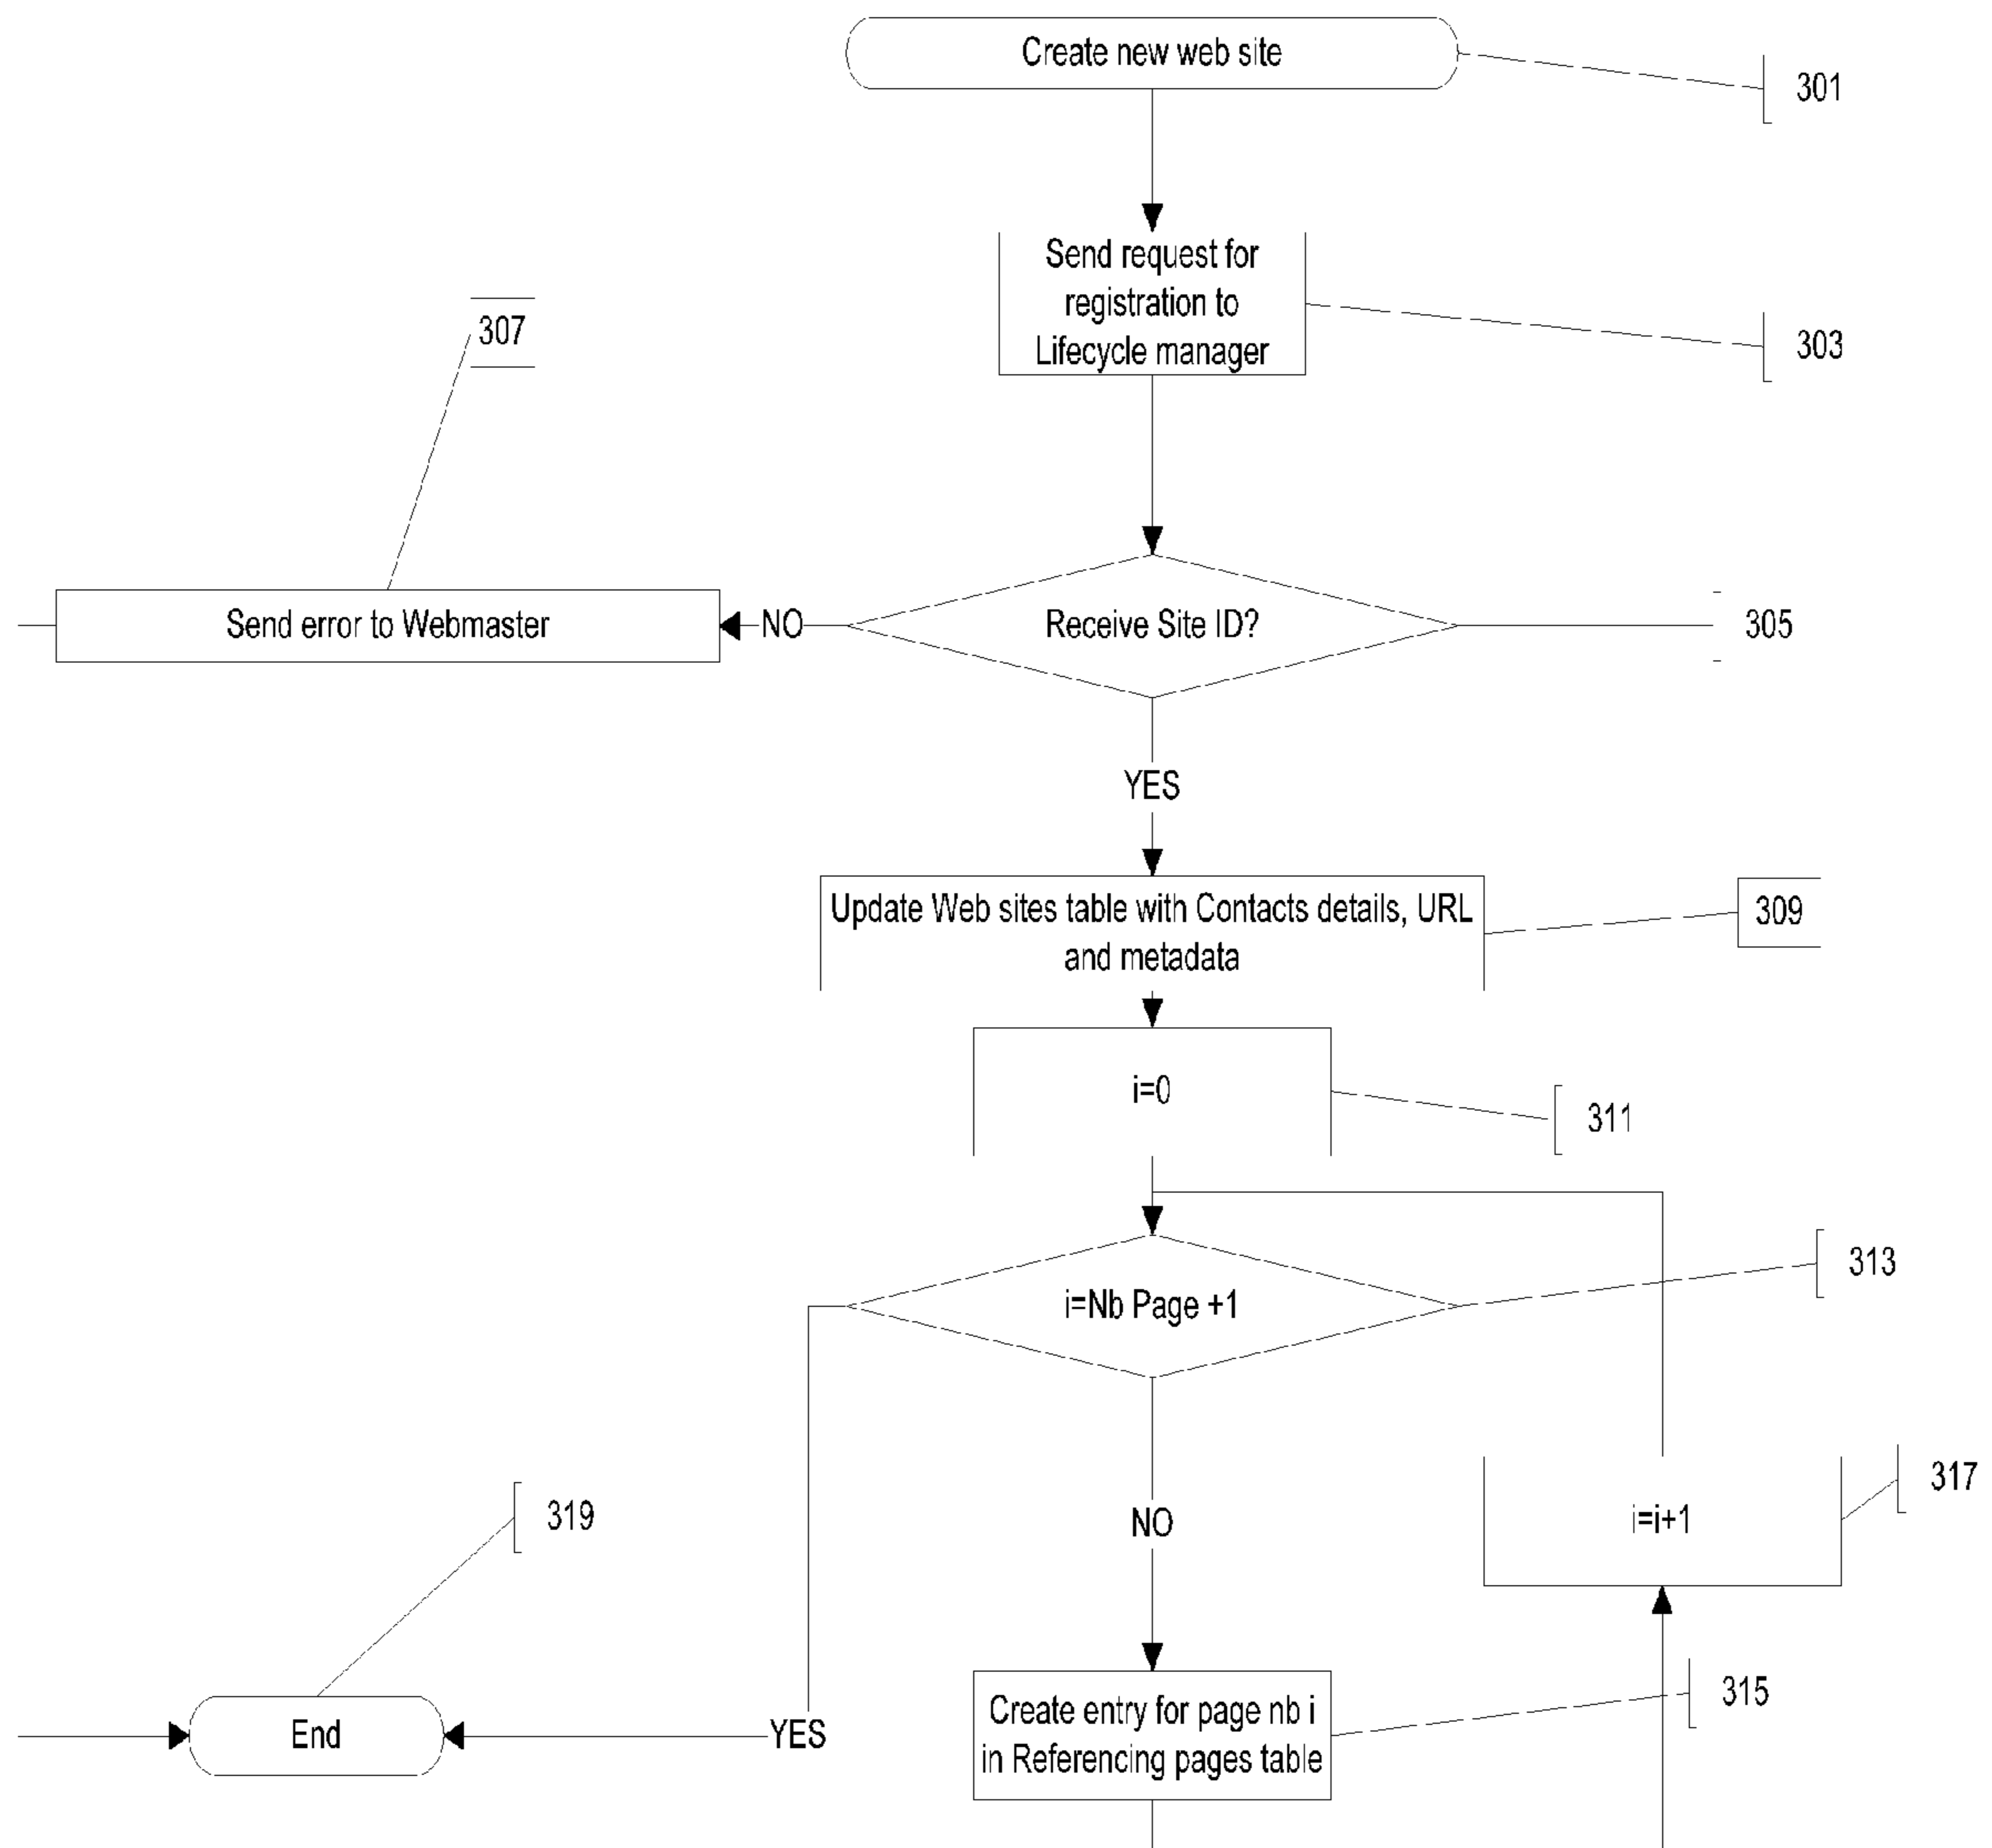 Create new web site
301
Send request for
registration to
Lifecycle manager
303
307
Send error to Webmaster
NO
Receive Site ID?
305
YES
Update Web sites table with Contacts details, URL
and metadata
309
i=0
311
i=Nb Page +1
313
NO
i=i+1
317
319
End
YES
Create entry for page nb i
in Referencing pages table
315